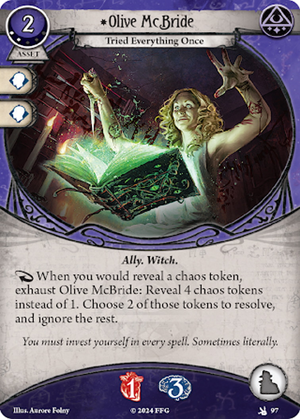 2
ASSET
*Olive McBride
Tried Everything Once
Ally. Witch.
When you would reveal a chaos token,
exhaust Olive McBride: Reveal 4 chaos tokens
instead of 1. Choose 2 of those tokens to resolve,
and ignore the rest.
You must invest yourself in every spell. Sometimes literally.
1
3
Illus. Aurore Folny
© 2024 FFG
97